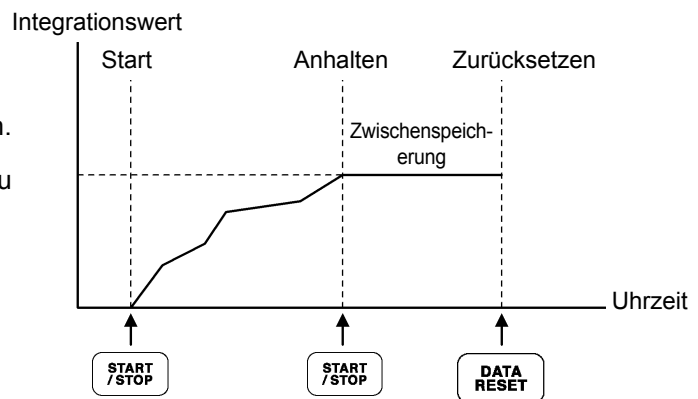 Integrationswert
Start
Anhalten
Zurücksetzen
n.
u
Zwischenspeich-
erung
Uhrzeit
START
/STOP
START
/STOP
DATA
RESET